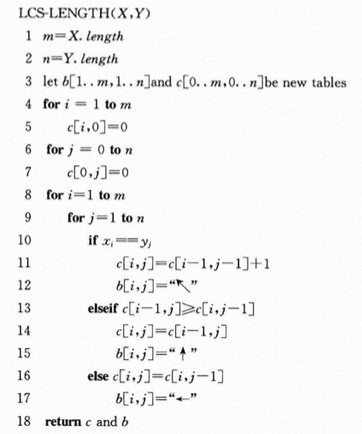 LCS-LENGTH(X,Y)
1 m=X. length
2 n=Y. length
3 let b[1..m,1..n]and c[0..m,0..n]be new tables
4 for i = 1 to m
5 c[i,0]=0
6 for j = 0 to n
7 c[0,j]=0
8 for i=1 to m
9 for j=1 to n
10 if xᵢ==yⱼ
11 c[i,j]=c[i-1,j-1]+1
12 b[i,j]="↖"
13 elseif c[i-1,j]⩾c[i,j-1]
14 c[i,j]=c[i-1,j]
15 b[i,j]="↑"
16 else c[i,j]=c[i,j-1]
17 b[i,j]="←"
18 return c and b